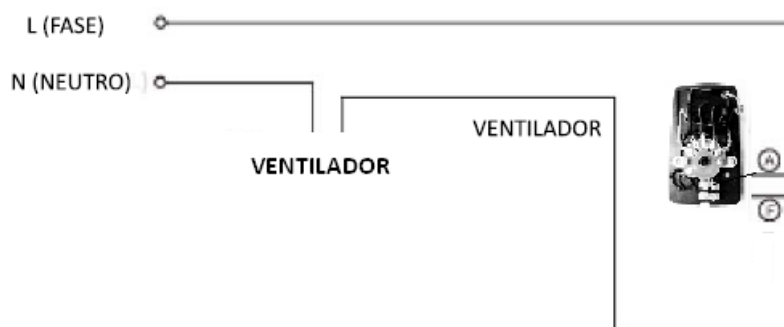 L (FASE)
N (NEUTRO)
VENTILADOR
VENTILADOR
A
F